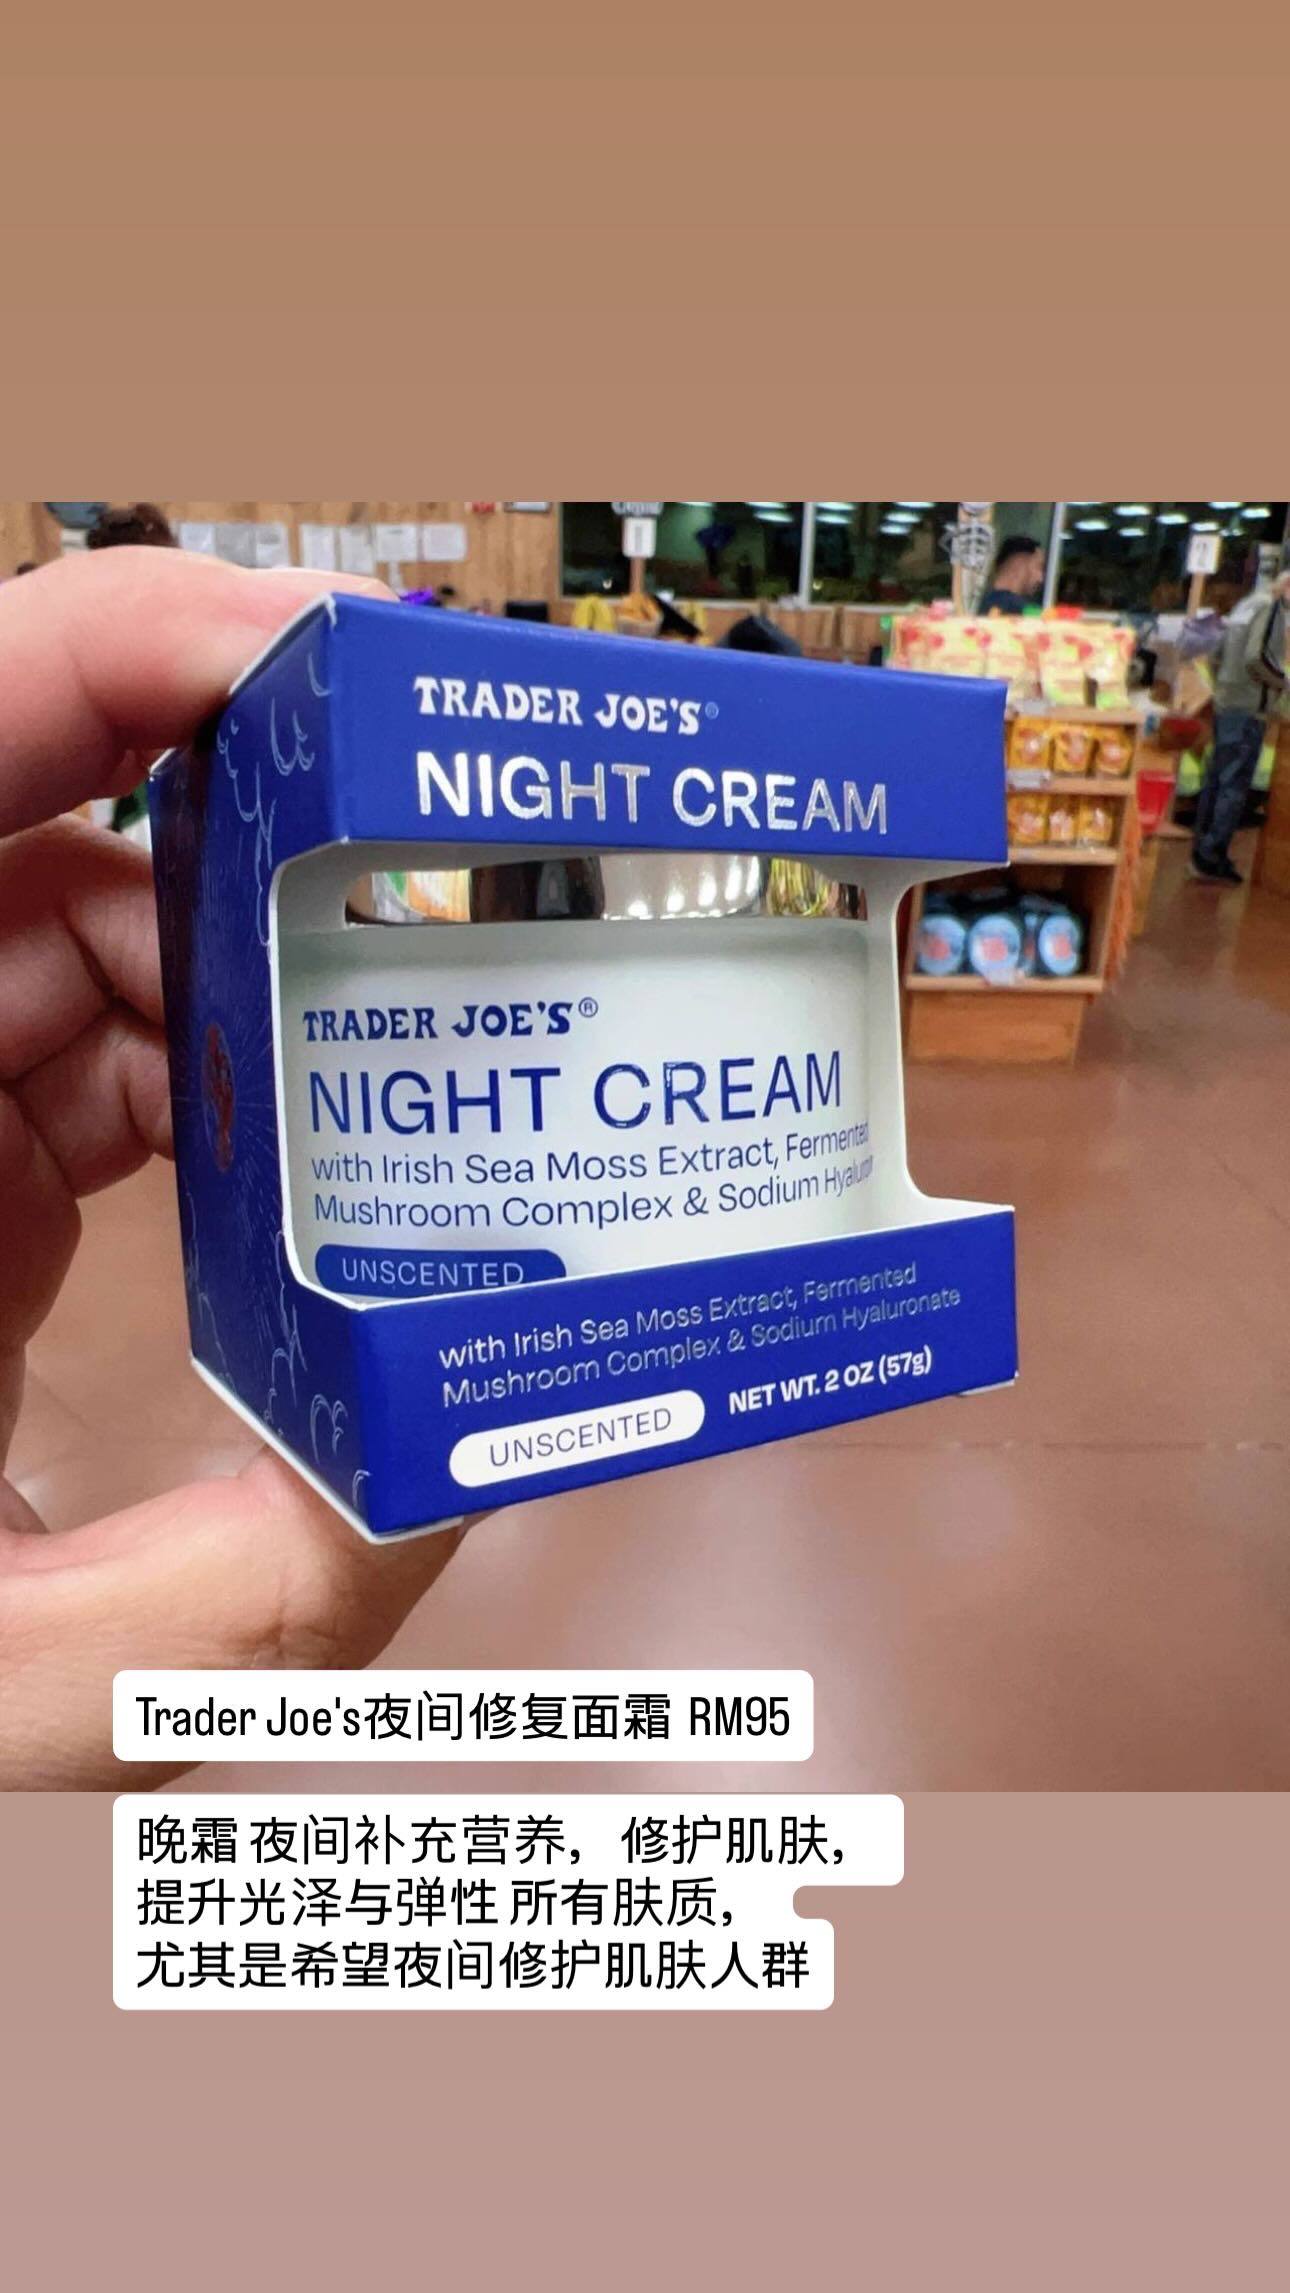 TRADER JOE'S®
NIGHT CREAM
TRADER JOE'S®
NIGHT CREAM
with Irish Sea Moss Extract, Fermented
Mushroom Complex & Sodium
UNSCENTED
with Irish Sea Moss Extract, Fermented
Mushroom Complex & Sodium Hyaluronate
UNSCENTED
NET WT. 2 OZ (57g)
1
2
Trader Joe's夜间修复面霜 RM95
晚霜 夜间补充营养，修护肌肤，
提升光泽与弹性 所有肤质，
尤其是希望夜间修护肌肤人群